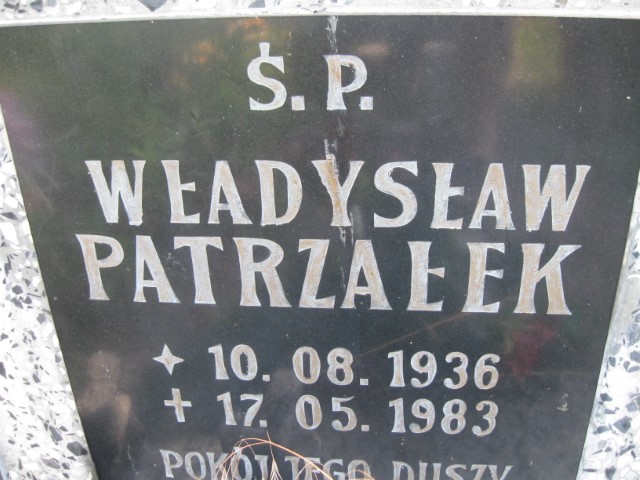 Ś.P.
WŁADYSŁAW
PATRZAŁEK
✦ 10. 08. 1936
+ 17. 05. 1983
POKÓJ JEGO DUSZY